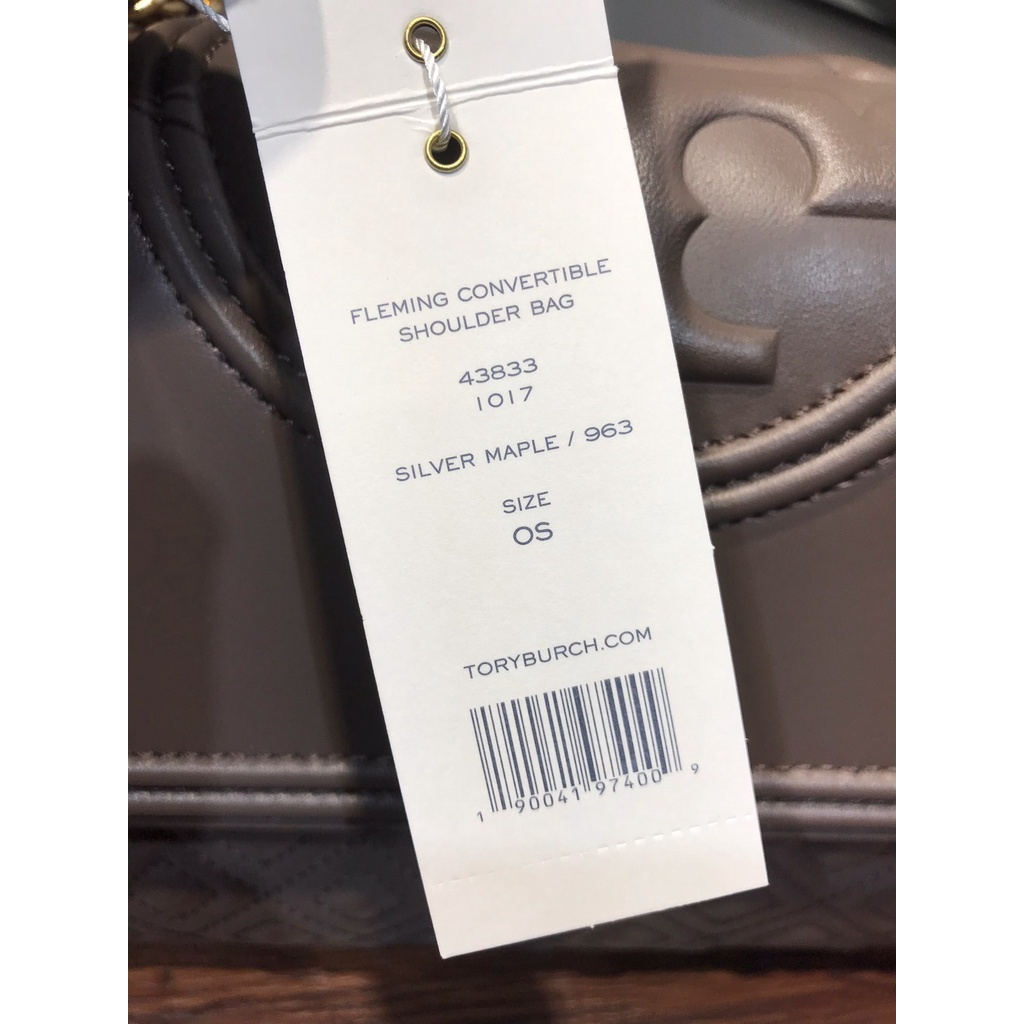 FLEMING CONVERTIBLE
SHOULDER BAG
43833
1017
SILVER MAPLE / 963
SIZE
OS
TORYBURCH.COM
1 90041 97400 9